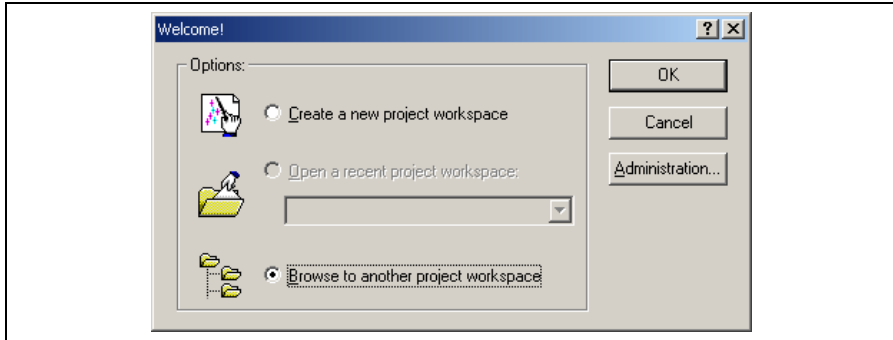 Welcome!
Options:
Create a new project workspace
Open a recent project workspace:
Browse to another project workspace
OK
Cancel
Administration...